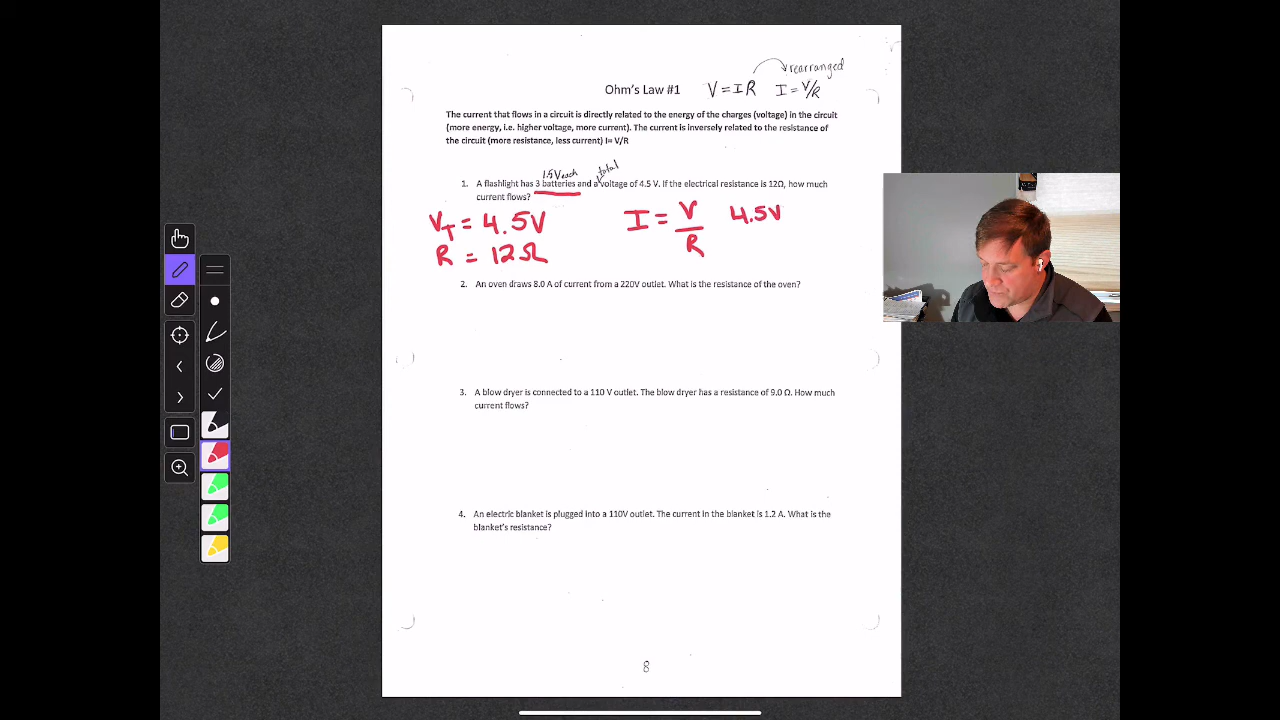 rearranged
Ohm's Law #1 V = I R I = V/R
The current that flows in a circuit is directly related to the energy of the charges (voltage) in the circuit
(more energy, i.e. higher voltage, more current). The current is inversely related to the resistance of
the circuit (more resistance, less current) I= V/R
1.5V each total
1. A flashlight has 3 batteries and a voltage of 4.5 V. If the electrical resistance is 12Ω, how much
current flows?
V_T = 4.5V I = V/R 4.5V
R = 12Ω
2. An oven draws 8.0 A of current from a 220V outlet. What is the resistance of the oven?
3. A blow dryer is connected to a 110 V outlet. The blow dryer has a resistance of 9.0 Ω. How much
current flows?
4. An electric blanket is plugged into a 110V outlet. The current in the blanket is 1.2 A. What is the
blanket's resistance?
8